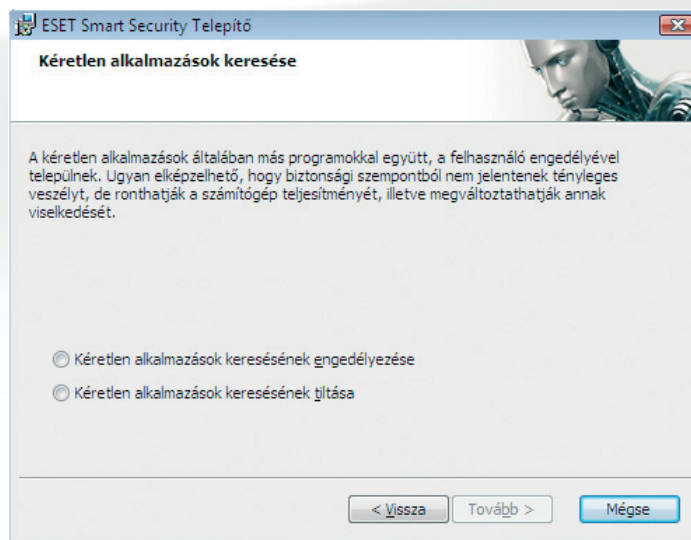 ESET Smart Security Telepítő
Kéretlen alkalmazások keresése
A kéretlen alkalmazások általában más programokkal együtt, a felhasználó engedélyével
települnek. Ugyan elképzelhető, hogy biztonsági szempontból nem jelentenek tényleges
veszélyt, de ronthatják a számítógép teljesítményét, illetve megváltoztathatják annak
viselkedését.
Kéretlen alkalmazások keresésének engedélyezése
Kéretlen alkalmazások keresésének tiltása
< Vissza
Tovább >
Mégse